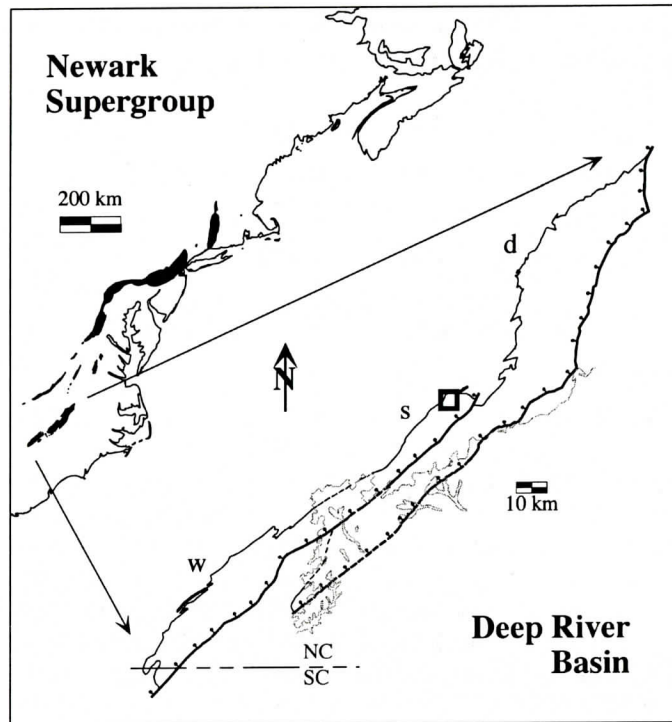 Newark
Supergroup
200 km
d
N
s
10 km
w
Deep River
Basin
NC
SC